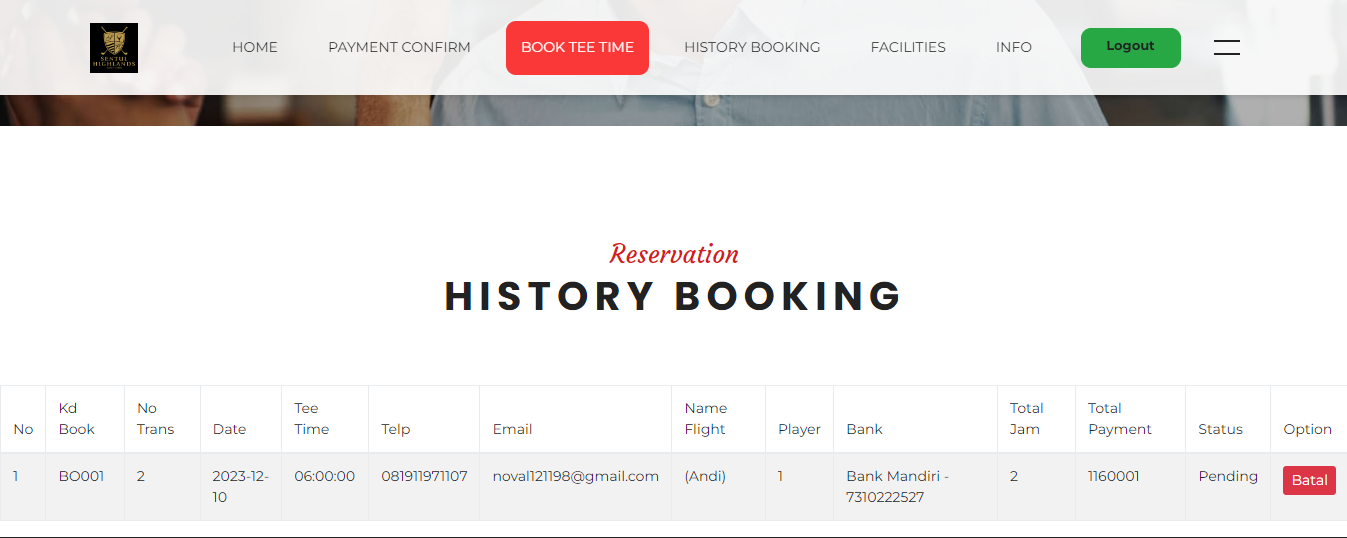 SENTUL
HIGHLANDS
HOME
PAYMENT CONFIRM
BOOK TEE TIME
HISTORY BOOKING
FACILITIES
INFO
Logout
Reservation
HISTORY BOOKING
No
Kd
Book
No
Trans
Date
Tee
Time
Telp
Email
Name
Flight
Player
Bank
Total
Jam
Total
Payment
Status
Option
1
BO001
2
2023-12-
10
06:00:00
081911971107
noval121198@gmail.com
(Andi)
1
Bank Mandiri -
7310222527
2
1160001
Pending
Batal